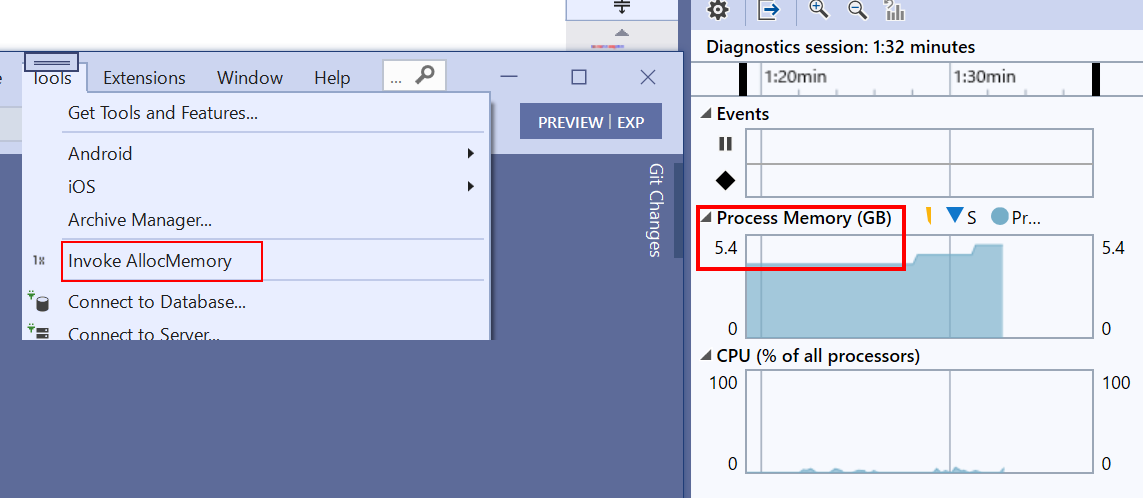 Tools Extensions Window Help ...
Get Tools and Features...
PREVIEW | EXP
Android
iOS
Archive Manager...
1x Invoke AllocMemory
Connect to Database...
Connect to Server...
Git Changes
Diagnostics session: 1:32 minutes
1:20min 1:30min
Events
Process Memory (GB) S Pr...
5.4 5.4
0 0
CPU (% of all processors)
100 100
0 0